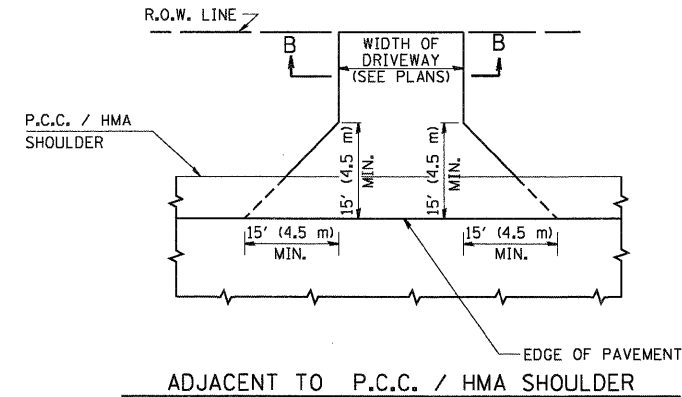 R.O.W. LINE
B
WIDTH OF
DRIVEWAY
(SEE PLANS)
B
P.C.C. / HMA
SHOULDER
15' (4.5 m)
MIN.
15' (4.5 m)
MIN.
15' (4.5 m)
MIN.
15' (4.5 m)
MIN.
EDGE OF PAVEMENT
ADJACENT TO P.C.C. / HMA SHOULDER